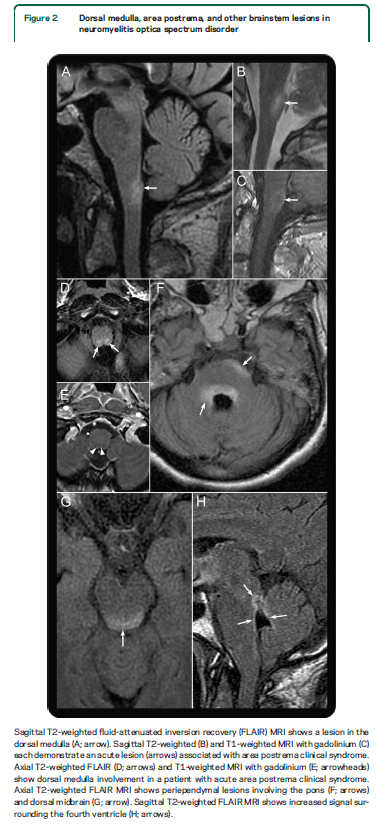 Figure 2
Dorsal medulla, area postrema, and other brainstem lesions in
neuromyelitis optica spectrum disorder
A
B
C
D
F
E
G
H
Sagittal T2-weighted fluid-attenuated inversion recovery (FLAIR) MRI shows a lesion in the
dorsal medulla (A; arrow). Sagittal T2-weighted (B) and T1-weighted MRI with gadolinium (C)
each demonstrate an acute lesion (arrows) associated with area postrema clinical syndrome.
Axial T2-weighted FLAIR (D; arrows) and T1-weighted MRI with gadolinium (E; arrowheads)
show dorsal medulla involvement in a patient with acute area postrema clinical syndrome.
Axial T2-weighted FLAIR MRI shows periependymal lesions involving the pons (F; arrows)
and dorsal midbrain (G; arrow). Sagittal T2-weighted FLAIR MRI shows increased signal sur-
rounding the fourth ventricle (H; arrows).